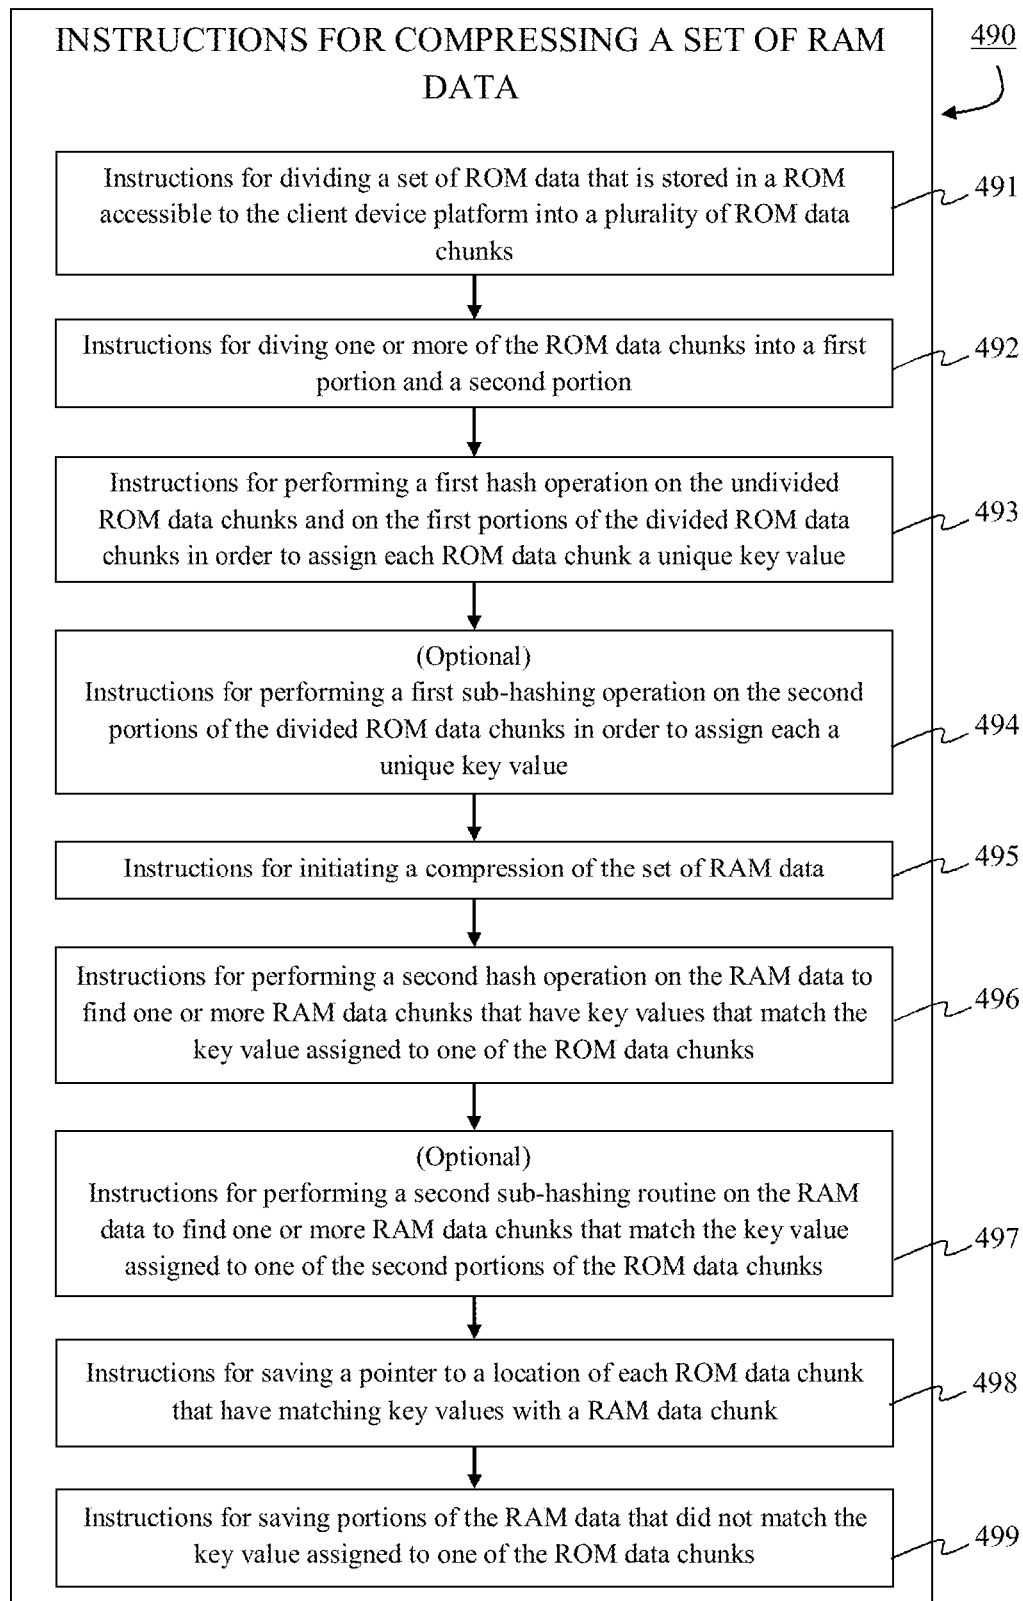 INSTRUCTIONS FOR COMPRESSING A SET OF RAM
DATA
490
Instructions for dividing a set of ROM data that is stored in a ROM
accessible to the client device platform into a plurality of ROM data
chunks
491
Instructions for diving one or more of the ROM data chunks into a first
portion and a second portion
492
Instructions for performing a first hash operation on the undivided
ROM data chunks and on the first portions of the divided ROM data
chunks in order to assign each ROM data chunk a unique key value
493
(Optional)
Instructions for performing a first sub-hashing operation on the second
portions of the divided ROM data chunks in order to assign each a
unique key value
494
Instructions for initiating a compression of the set of RAM data
495
Instructions for performing a second hash operation on the RAM data to
find one or more RAM data chunks that have key values that match the
key value assigned to one of the ROM data chunks
496
(Optional)
Instructions for performing a second sub-hashing routine on the RAM
data to find one or more RAM data chunks that match the key value
assigned to one of the second portions of the ROM data chunks
497
Instructions for saving a pointer to a location of each ROM data chunk
that have matching key values with a RAM data chunk
498
Instructions for saving portions of the RAM data that did not match the
key value assigned to one of the ROM data chunks
499